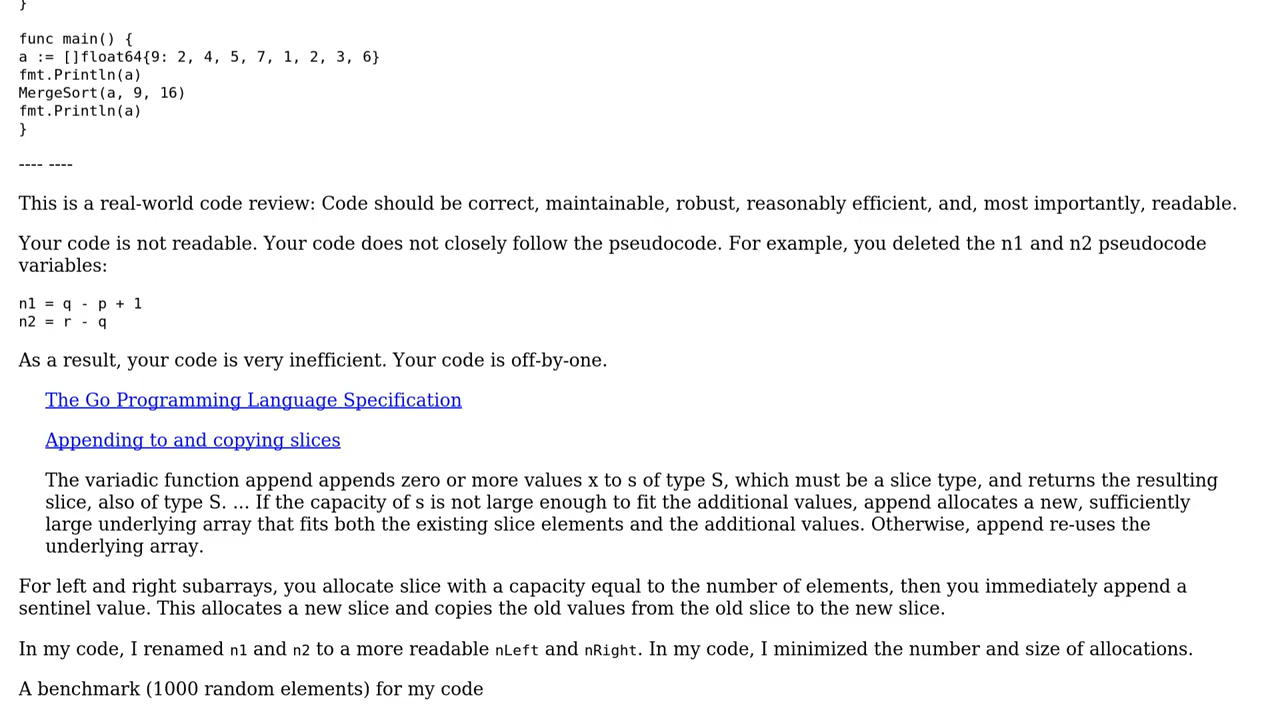 }
func main() {
a := []float64{9: 2, 4, 5, 7, 1, 2, 3, 6}
fmt.Println(a)
MergeSort(a, 9, 16)
fmt.Println(a)
}
---- ----
This is a real-world code review: Code should be correct, maintainable, robust, reasonably efficient, and, most importantly, readable.
Your code is not readable. Your code does not closely follow the pseudocode. For example, you deleted the n1 and n2 pseudocode
variables:
n1 = q - p + 1
n2 = r - q
As a result, your code is very inefficient. Your code is off-by-one.
The Go Programming Language Specification
Appending to and copying slices
The variadic function append appends zero or more values x to s of type S, which must be a slice type, and returns the resulting
slice, also of type S. ... If the capacity of s is not large enough to fit the additional values, append allocates a new, sufficiently
large underlying array that fits both the existing slice elements and the additional values. Otherwise, append re-uses the
underlying array.
For left and right subarrays, you allocate slice with a capacity equal to the number of elements, then you immediately append a
sentinel value. This allocates a new slice and copies the old values from the old slice to the new slice.
In my code, I renamed n1 and n2 to a more readable nLeft and nRight. In my code, I minimized the number and size of allocations.
A benchmark (1000 random elements) for my code